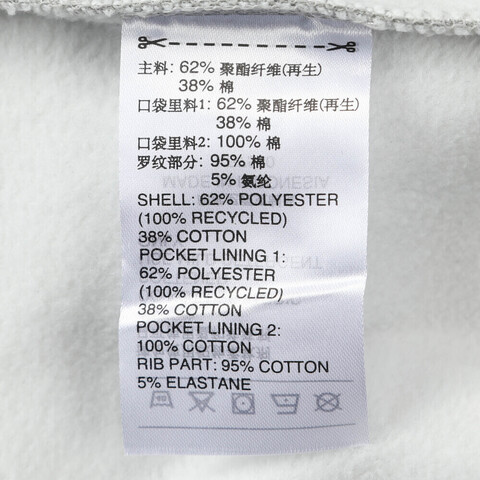 主料: 62% 聚酯纤维(再生)
38% 棉
口袋里料1: 62% 聚酯纤维(再生)
38% 棉
口袋里料2: 100% 棉
罗纹部分: 95% 棉
5% 氨纶
SHELL: 62% POLYESTER
(100% RECYCLED)
38% COTTON
POCKET LINING 1:
62% POLYESTER
(100% RECYCLED)
38% COTTON
POCKET LINING 2:
100% COTTON
RIB PART: 95% COTTON
5% ELASTANE